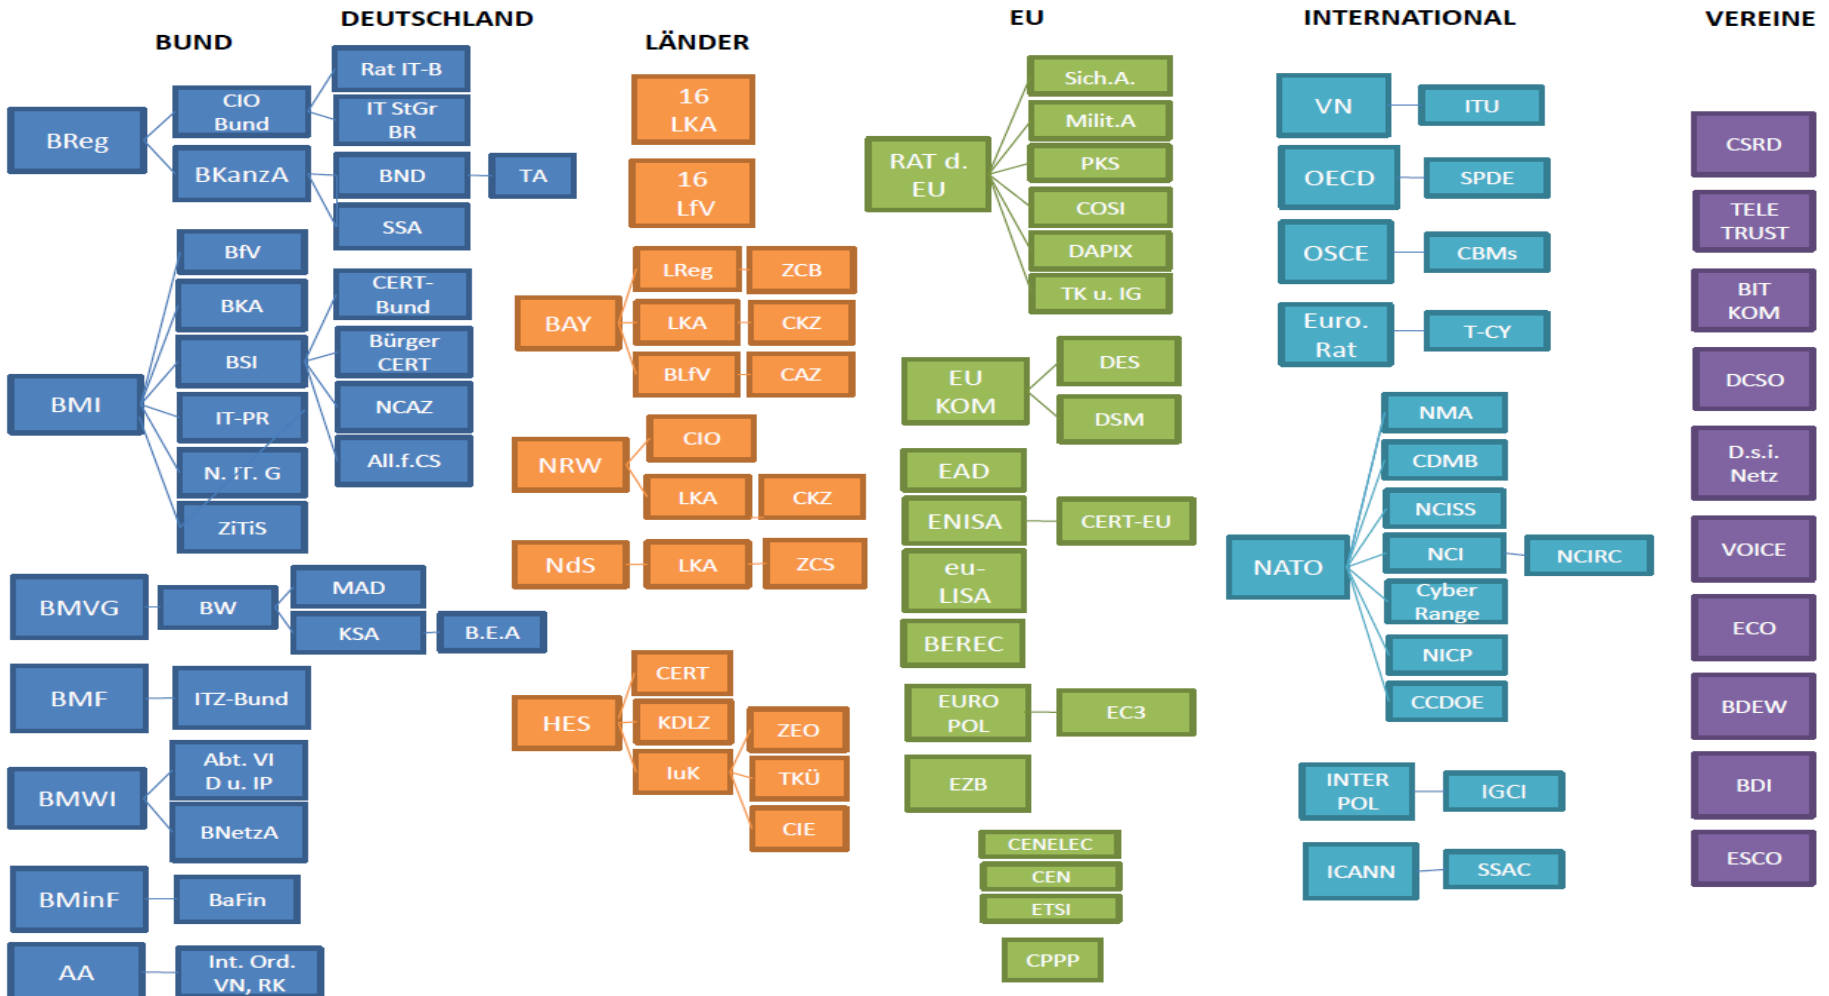 DEUTSCHLAND
EU
INTERNATIONAL
VEREINE
BUND
LÄNDER
BReg
CIO
Bund
BKanzA
Rat IT-B
IT StGr
BR
BND
TA
SSA
BMI
BfV
BKA
BSI
IT-PR
N. IT. G
ZiTiS
CERT-
Bund
Bürger
CERT
NCAZ
All.f.CS
BMVG
BW
MAD
KSA
B.E.A
BMF
ITZ-Bund
BMWI
Abt. VI
D u. IP
BNetzA
BMinF
BaFin
AA
Int. Ord.
VN, RK
16
LKA
16
LfV
BAY
LReg
ZCB
LKA
CKZ
BLfV
CAZ
NRW
CIO
LKA
CKZ
NdS
LKA
ZCS
HES
CERT
KDLZ
IuK
ZEO
TKÜ
CIE
RAT d.
EU
Sich.A.
Milit.A
PKS
COSI
DAPIX
TK u. IG
EU
KOM
DES
DSM
EAD
ENISA
CERT-EU
eu-
LISA
BEREC
EURO
POL
EC3
EZB
CENELEC
CEN
ETSI
CPPP
VN
ITU
OECD
SPDE
OSCE
CBMs
Euro.
Rat
T-CY
NATO
NMA
CDMB
NCISS
NCI
NCIRC
Cyber
Range
NICP
CCDOE
INTER
POL
IGCI
ICANN
SSAC
CSRD
TELE
TRUST
BIT
KOM
DCSO
D.s.i.
Netz
VOICE
ECO
BDEW
BDI
ESCO